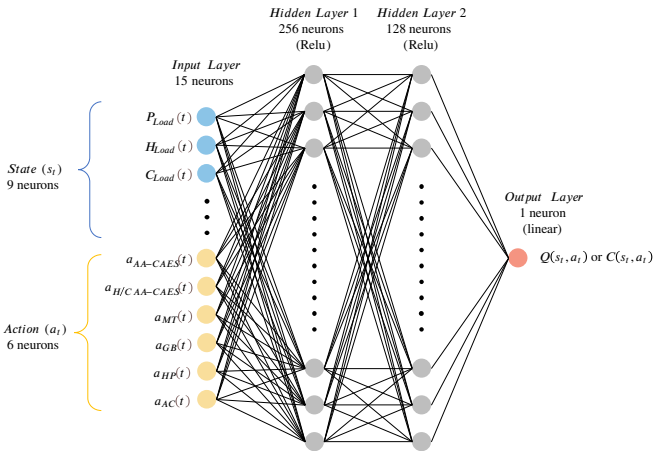 Hidden Layer 1
256 neurons
(Relu)
Hidden Layer 2
128 neurons
(Relu)
Input Layer
15 neurons
P_Load(t)
H_Load(t)
C_Load(t)
State (s_t)
9 neurons
a_AA−CAES(t)
a_H/C AA−CAES(t)
a_MT(t)
a_GB(t)
a_HP(t)
a_AC(t)
Action (a_t)
6 neurons
Output Layer
1 neuron
(linear)
Q(s_t, a_t) or C(s_t, a_t)